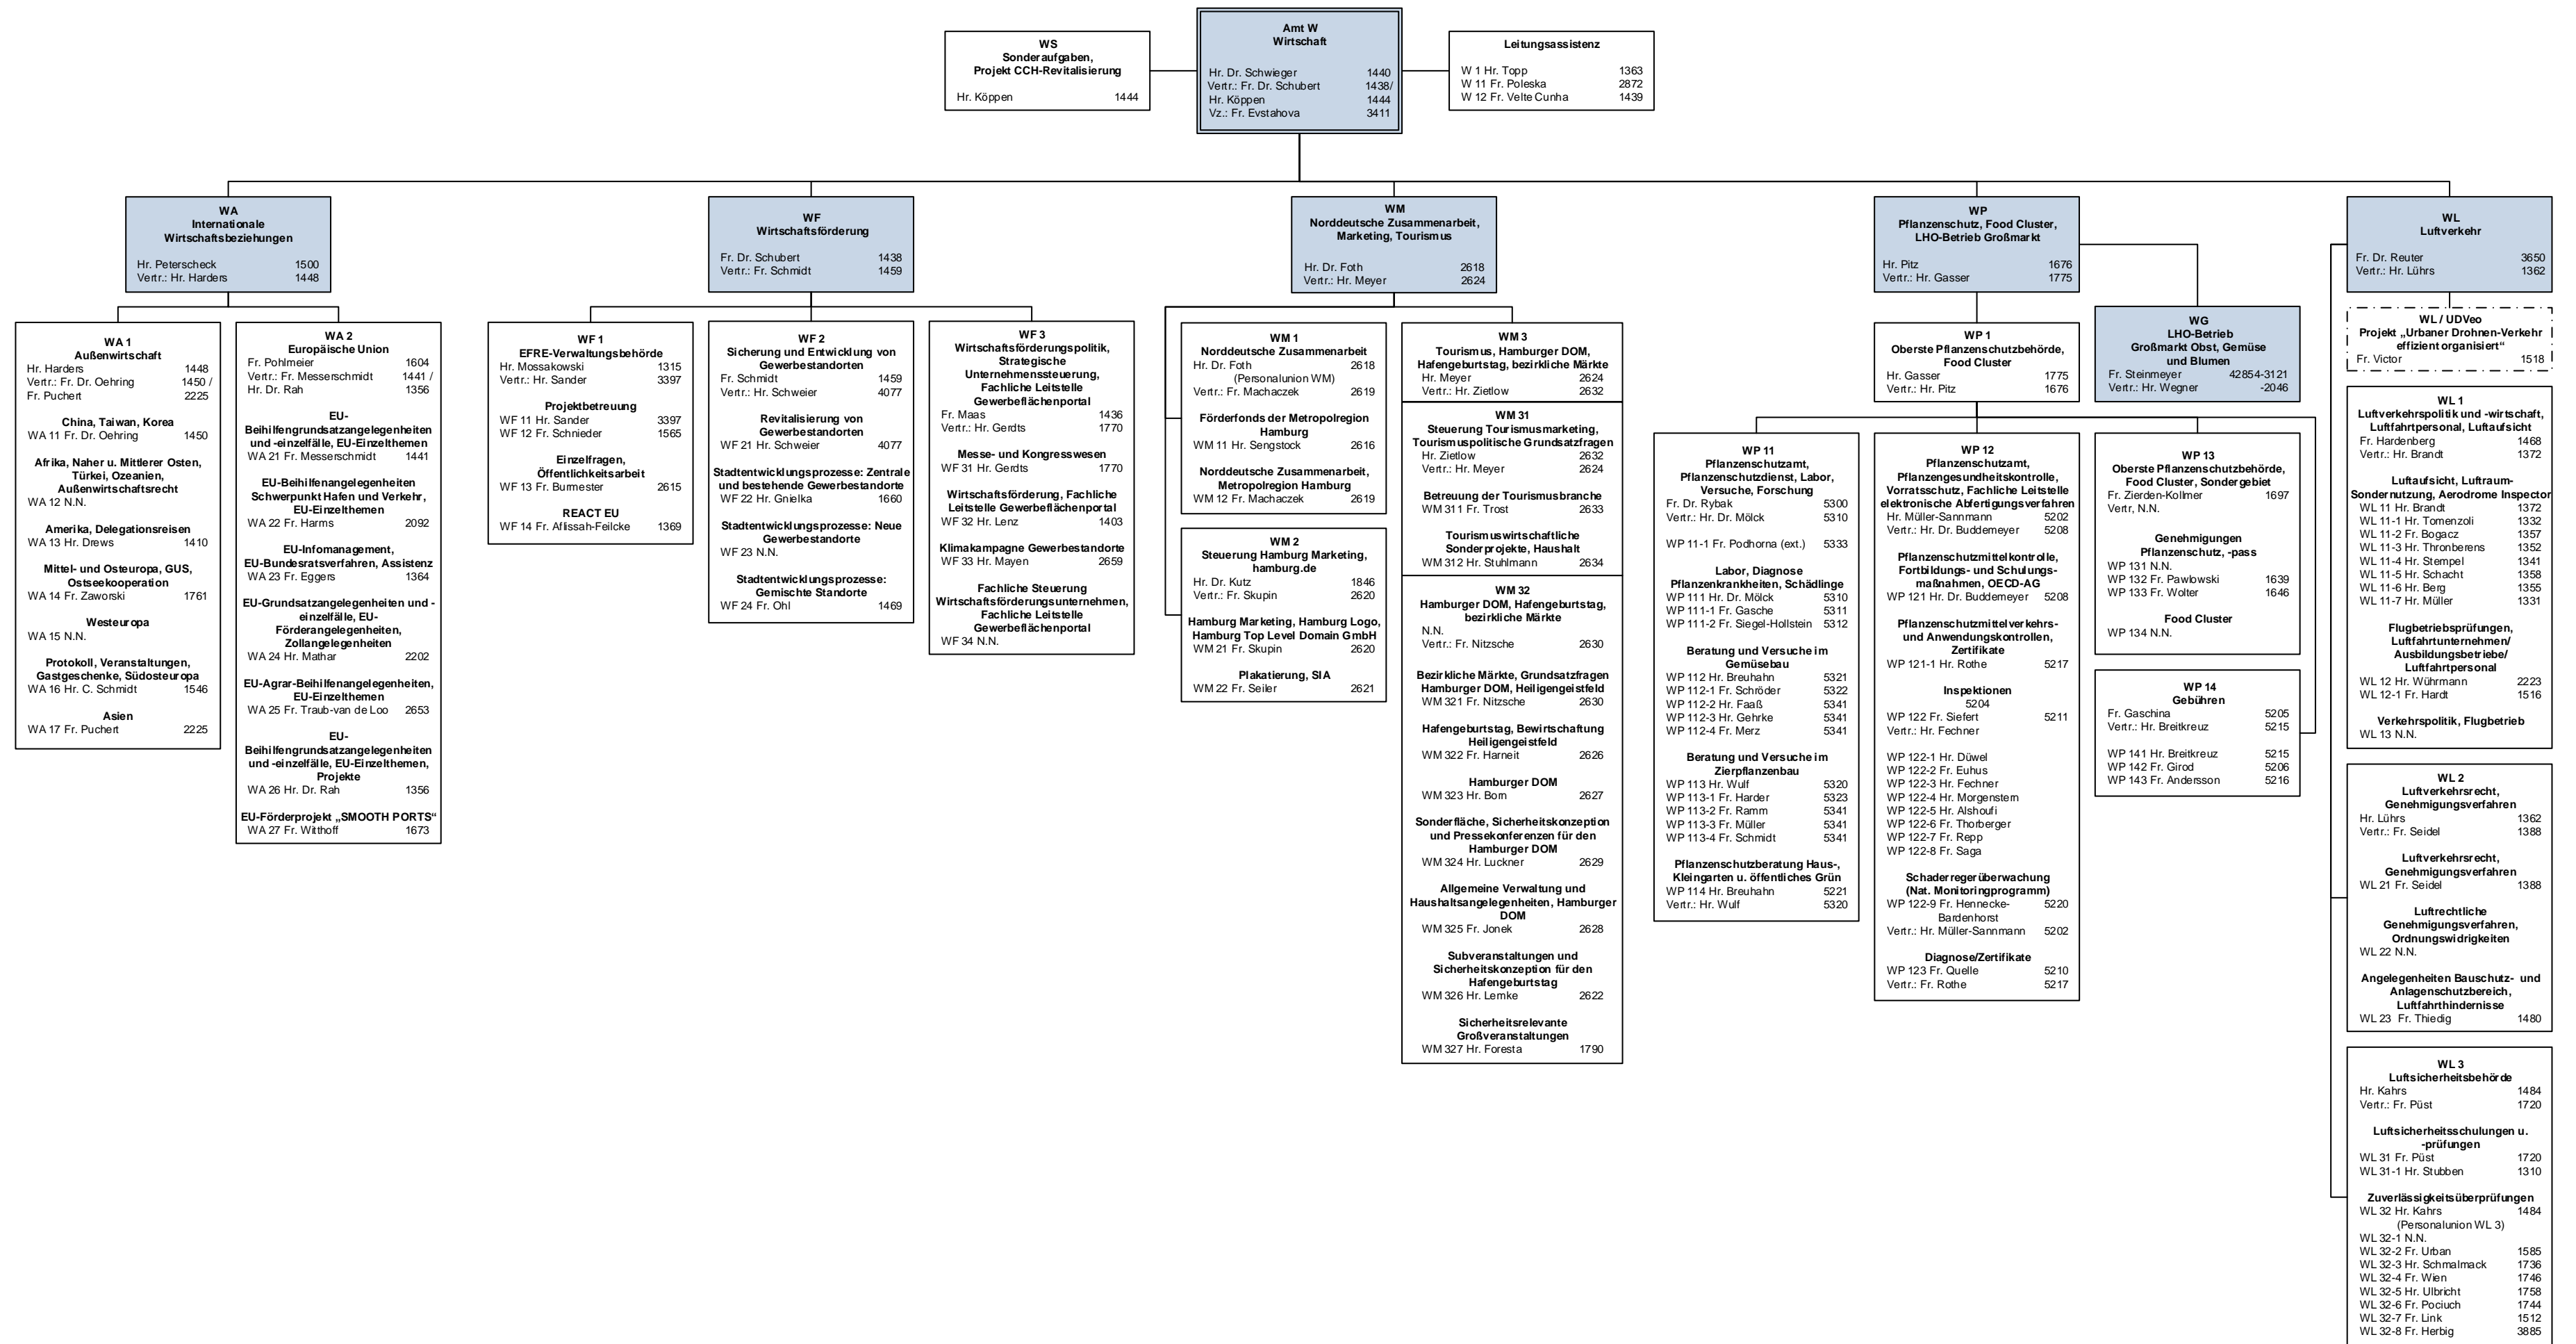 WS
Sonderaufgaben,
Projekt CCH-Revitalisierung
Hr. Köppen 1444
Amt W
Wirtschaft
Hr. Dr. Schwieger 1440
Vertr.: Fr. Dr. Schubert 1438/
Hr. Köppen 1444
Vz.: Fr. Evstahova 3411
Leitungsassistenz
W 1 Hr. Topp 1363
W 11 Fr. Poleska 2872
W 12 Fr. Velte Cunha 1439
WA
Internationale
Wirtschaftsbeziehungen
Hr. Peterscheck 1500
Vertr.: Hr. Harders 1448
WA 1
Außenwirtschaft
Hr. Harders 1448
Vertr.: Fr. Dr. Oehring 1450 /
Fr. Puchert 2225
China, Taiwan, Korea
WA 11 Fr. Dr. Oehring 1450
Afrika, Naher u. Mittlerer Osten,
Türkei, Ozeanien,
Außenwirtschaftsrecht
WA 12 N.N.
Amerika, Delegationsreisen
WA 13 Hr. Drews 1410
Mittel- und Osteuropa, GUS,
Ostseekooperation
WA 14 Fr. Zaworski 1761
Westeuropa
WA 15 N.N.
Protokoll, Veranstaltungen,
Gastgeschenke, Südosteuropa
WA 16 Hr. C. Schmidt 1546
Asien
WA 17 Fr. Puchert 2225
WA 2
Europäische Union
Fr. Pohlmeier 1604
Vertr.: Fr. Messerschmidt 1441 /
Hr. Dr. Rah 1356
EU-
Beihilfengrundsatzangelegenheiten
und -einzelfälle, EU-Einzelthemen
WA 21 Fr. Messerschmidt 1441
EU-Beihilfenangelegenheiten
Schwerpunkt Hafen und Verkehr,
EU-Einzelthemen
WA 22 Fr. Harms 2092
EU-Infomanagement,
EU-Bundesratsverfahren, Assistenz
WA 23 Fr. Eggers 1364
EU-Grundsatzangelegenheiten und -
einzelfälle, EU-
Förderangelegenheiten,
Zollangelegenheiten
WA 24 Hr. Mathar 2202
EU-Agrar-Beihilfenangelegenheiten,
EU-Einzelthemen
WA 25 Fr. Traub-van de Loo 2653
EU-
Beihilfengrundsatzangelegenheiten
und -einzelfälle, EU-Einzelthemen,
Projekte
WA 26 Hr. Dr. Rah 1356
EU-Förderprojekt „SMOOTH PORTS“
WA 27 Fr. Witthoff 1673
WF
Wirtschaftsförderung
Fr. Dr. Schubert 1438
Vertr.: Fr. Schmidt 1459
WF 1
EFRE-Verwaltungsbehörde
Hr. Mossakowski 1315
Vertr.: Hr. Sander 3397
Projektbetreuung
WF 11 Hr. Sander 3397
WF 12 Fr. Schnieder 1565
Einzelfragen,
Öffentlichkeitsarbeit
WF 13 Fr. Burmester 2615
REACT EU
WF 14 Fr. Aflissah-Feilcke 1369
WF 2
Sicherung und Entwicklung von
Gewerbestandorten
Fr. Schmidt 1459
Vertr.: Hr. Schweier 4077
Revitalisierung von
Gewerbestandorten
WF 21 Hr. Schweier 4077
Stadtentwicklungsprozesse: Zentrale
und bestehende Gewerbestandorte
WF 22 Hr. Gnielka 1660
Stadtentwicklungsprozesse: Neue
Gewerbestandorte
WF 23 N.N.
Stadtentwicklungsprozesse:
Gemischte Standorte
WF 24 Fr. Ohl 1469
WF 3
Wirtschaftsförderungspolitik,
Strategische
Unternehmenssteuerung,
Fachliche Leitstelle
Gewerbeflächenportal
Fr. Maas 1436
Vertr.: Hr. Gerdts 1770
Messe- und Kongresswesen
WF 31 Hr. Gerdts 1770
Wirtschaftsförderung, Fachliche
Leitstelle Gewerbeflächenportal
WF 32 Hr. Lenz 1403
Klimakampagne Gewerbestandorte
WF 33 Hr. Mayen 2659
Fachliche Steuerung
Wirtschaftsförderungsunternehmen,
Fachliche Leitstelle
Gewerbeflächenportal
WF 34 N.N.
WM
Norddeutsche Zusammenarbeit,
Marketing, Tourismus
Hr. Dr. Foth 2618
Vertr.: Hr. Meyer 2624
WM 1
Norddeutsche Zusammenarbeit
Hr. Dr. Foth 2618
(Personalunion WM)
Vertr.: Fr. Machaczek 2619
Förderfonds der Metropolregion
Hamburg
WM 11 Hr. Sengstock 2616
Norddeutsche Zusammenarbeit,
Metropolregion Hamburg
WM 12 Fr. Machaczek 2619
WM 2
Steuerung Hamburg Marketing,
hamburg.de
Hr. Dr. Kutz 1846
Vertr.: Fr. Skupin 2620
Hamburg Marketing, Hamburg Logo,
Hamburg Top Level Domain GmbH
WM 21 Fr. Skupin 2620
Plakatierung, SIA
WM 22 Fr. Seiler 2621
WM 3
Tourismus, Hamburger DOM,
Hafengeburtstag, bezirkliche Märkte
Hr. Meyer 2624
Vertr.: Hr. Zietlow 2632
WM 31
Steuerung Tourismusmarketing,
Tourismuspolitische Grundsatzfragen
Hr. Zietlow 2632
Vertr.: Hr. Meyer 2624
Betreuung der Tourismusbranche
WM 311 Fr. Trost 2633
Tourismuswirtschaftliche
Sonderprojekte, Haushalt
WM 312 Hr. Stuhlmann 2634
WM 32
Hamburger DOM, Hafengeburtstag,
bezirkliche Märkte
N.N.
Vertr.: Fr. Nitzsche 2630
Bezirkliche Märkte, Grundsatzfragen
Hamburger DOM, Heiligengeistfeld
WM 321 Fr. Nitzsche 2630
Hafengeburtstag, Bewirtschaftung
Heiligengeistfeld
WM 322 Fr. Harneit 2626
Hamburger DOM
WM 323 Hr. Born 2627
Sonderfläche, Sicherheitskonzeption
und Pressekonferenzen für den
Hamburger DOM
WM 324 Hr. Luckner 2629
Allgemeine Verwaltung und
Haushaltsangelegenheiten, Hamburger
DOM
WM 325 Fr. Jonek 2628
Subveranstaltungen und
Sicherheitskonzeption für den
Hafengeburtstag
WM 326 Hr. Lemke 2622
Sicherheitsrelevante
Großveranstaltungen
WM 327 Hr. Foresta 1790
WP
Pflanzenschutz, Food Cluster,
LHO-Betrieb Großmarkt
Hr. Pitz 1676
Vertr.: Hr. Gasser 1775
WG
LHO-Betrieb
Großmarkt Obst, Gemüse
und Blumen
Fr. Steinmeyer 42854-3121
Vertr.: Hr. Wegner -2046
WP 1
Oberste Pflanzenschutzbehörde,
Food Cluster
Hr. Gasser 1775
Vertr.: Hr. Pitz 1676
WP 11
Pflanzenschutzamt,
Pflanzenschutzdienst, Labor,
Versuche, Forschung
Fr. Dr. Rybak 5300
Vertr.: Hr. Dr. Mölck 5310
WP 11-1 Fr. Podhorna (ext.) 5333
Labor, Diagnose
Pflanzenkrankheiten, Schädlinge
WP 111 Hr. Dr. Mölck 5310
WP 111-1 Fr. Gasche 5311
WP 111-2 Fr. Siegel-Hollstein 5312
Beratung und Versuche im
Gemüsebau
WP 112 Hr. Breuhahn 5321
WP 112-1 Fr. Schröder 5322
WP 112-2 Hr. Faaß 5341
WP 112-3 Hr. Gehrke 5341
WP 112-4 Fr. Merz 5341
Beratung und Versuche im
Zierpflanzenbau
WP 113 Hr. Wulf 5320
WP 113-1 Fr. Harder 5323
WP 113-2 Fr. Ramm 5341
WP 113-3 Fr. Müller 5341
WP 113-4 Fr. Schmidt 5341
Pflanzenschutzberatung Haus-,
Kleingarten u. öffentliches Grün
WP 114 Hr. Breuhahn 5221
Vertr.: Hr. Wulf 5320
WP 12
Pflanzenschutzamt,
Pflanzengesundheitskontrolle,
Vorratsschutz, Fachliche Leitstelle
elektronische Abfertigungsverfahren
Hr. Müller-Sannmann 5202
Vertr.: Hr. Dr. Buddemeyer 5208
Pflanzenschutzmittelkontrolle,
Fortbildungs- und Schulungs-
maßnahmen, OECD-AG
WP 121 Hr. Dr. Buddemeyer 5208
Pflanzenschutzmittelverkehrs-
und Anwendungskontrollen,
Zertifikate
WP 121-1 Hr. Rothe 5217
Inspektionen
5204
WP 122 Fr. Siefert 5211
Vertr.: Hr. Fechner
WP 122-1 Hr. Düwel
WP 122-2 Fr. Euhus
WP 122-3 Hr. Fechner
WP 122-4 Hr. Morgenstern
WP 122-5 Hr. Alshoufi
WP 122-6 Fr. Thorberger
WP 122-7 Fr. Repp
WP 122-8 Fr. Saga
Schaderregerüberwachung
(Nat. Monitoringprogramm)
WP 122-9 Fr. Hennecke- 5220
Bardenhorst
Vertr.: Hr. Müller-Sannmann 5202
Diagnose/Zertifikate
WP 123 Fr. Quelle 5210
Vertr.: Fr. Rothe 5217
WP 13
Oberste Pflanzenschutzbehörde,
Food Cluster, Sondergebiet
Fr. Zierden-Kollmer 1697
Vertr, N.N.
Genehmigungen
Pflanzenschutz, -pass
WP 131 N.N.
WP 132 Fr. Pawlowski 1639
WP 133 Fr. Wolter 1646
Food Cluster
WP 134 N.N.
WP 14
Gebühren
Fr. Gaschina 5205
Vertr.: Hr. Breitkreuz 5215
WP 141 Hr. Breitkreuz 5215
WP 142 Fr. Girod 5206
WP 143 Fr. Andersson 5216
WL
Luftverkehr
Fr. Dr. Reuter 3650
Vertr.: Hr. Lührs 1362
WL / UDVeo
Projekt „Urbaner Drohnen-Verkehr
effizient organisiert“
Fr. Victor 1518
WL 1
Luftverkehrspolitik und -wirtschaft,
Luftfahrtpersonal, Luftaufsicht
Fr. Hardenberg 1468
Vertr.: Hr. Brandt 1372
Luftaufsicht, Luftraum-
Sondernutzung, Aerodrome Inspector
WL 11 Hr. Brandt 1372
WL 11-1 Hr. Tomenzoli 1332
WL 11-2 Fr. Bogacz 1357
WL 11-3 Hr. Thronberens 1352
WL 11-4 Hr. Stempel 1341
WL 11-5 Hr. Schacht 1358
WL 11-6 Hr. Berg 1355
WL 11-7 Hr. Müller 1331
Flugbetriebsprüfungen,
Luftfahrtunternehmen/
Ausbildungsbetriebe/
Luftfahrtpersonal
WL 12 Hr. Wührmann 2223
WL 12-1 Fr. Hardt 1516
Verkehrspolitik, Flugbetrieb
WL 13 N.N.
WL 2
Luftverkehrsrecht,
Genehmigungsverfahren
Hr. Lührs 1362
Vertr.: Fr. Seidel 1388
Luftverkehrsrecht,
Genehmigungsverfahren
WL 21 Fr. Seidel 1388
Luftrechtliche
Genehmigungsverfahren,
Ordnungswidrigkeiten
WL 22 N.N.
Angelegenheiten Bauschutz- und
Anlagenschutzbereich,
Luftfahrthindernisse
WL 23 Fr. Thiedig 1480
WL 3
Luftsicherheitsbehörde
Hr. Kahrs 1484
Vertr.: Fr. Püst 1720
Luftsicherheitsschulungen u.
-prüfungen
WL 31 Fr. Püst 1720
WL 31-1 Hr. Stubben 1310
Zuverlässigkeitsüberprüfungen
WL 32 Hr. Kahrs 1484
(Personalunion WL 3)
WL 32-1 N.N.
WL 32-2 Fr. Urban 1585
WL 32-3 Hr. Schmalmack 1736
WL 32-4 Fr. Wien 1746
WL 32-5 Hr. Ulbricht 1758
WL 32-6 Fr. Pociuch 1744
WL 32-7 Fr. Link 1512
WL 32-8 Fr. Herbig 3885